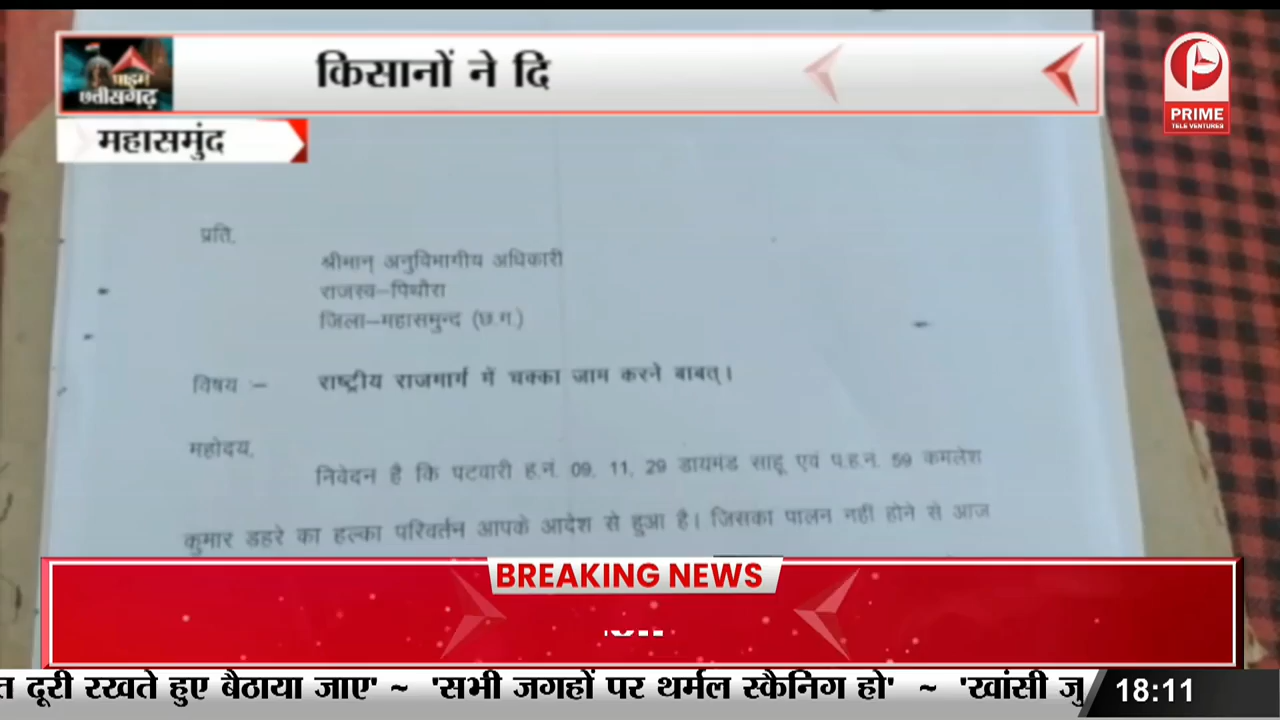 किसानों ने दि
प्राइम
छत्तीसगढ़
PRIME
TELE VENTURES
महासमुंद
प्रति,
श्रीमान् अनुविभागीय अधिकारी
राजस्व–पिथौरा
जिला–महासमुन्द (छ.ग.)
विषय :– राष्ट्रीय राजमार्ग में चक्का जाम करने बाबत्।
महोदय,
निवेदन है कि पटवारी ह.नं. 09, 11, 29 डायमंड साहू एवं प.ह.न. 59 कमलेश
कुमार डहरे का हल्का परिवर्तन आपके आदेश से हुआ है। जिसका पालन नहीं होने से आज
BREAKING NEWS
त दूरी रखते हुए बैठाया जाए' ~ 'सभी जगहों पर थर्मल स्कैनिंग हो' ~ 'खांसी जु
18:11